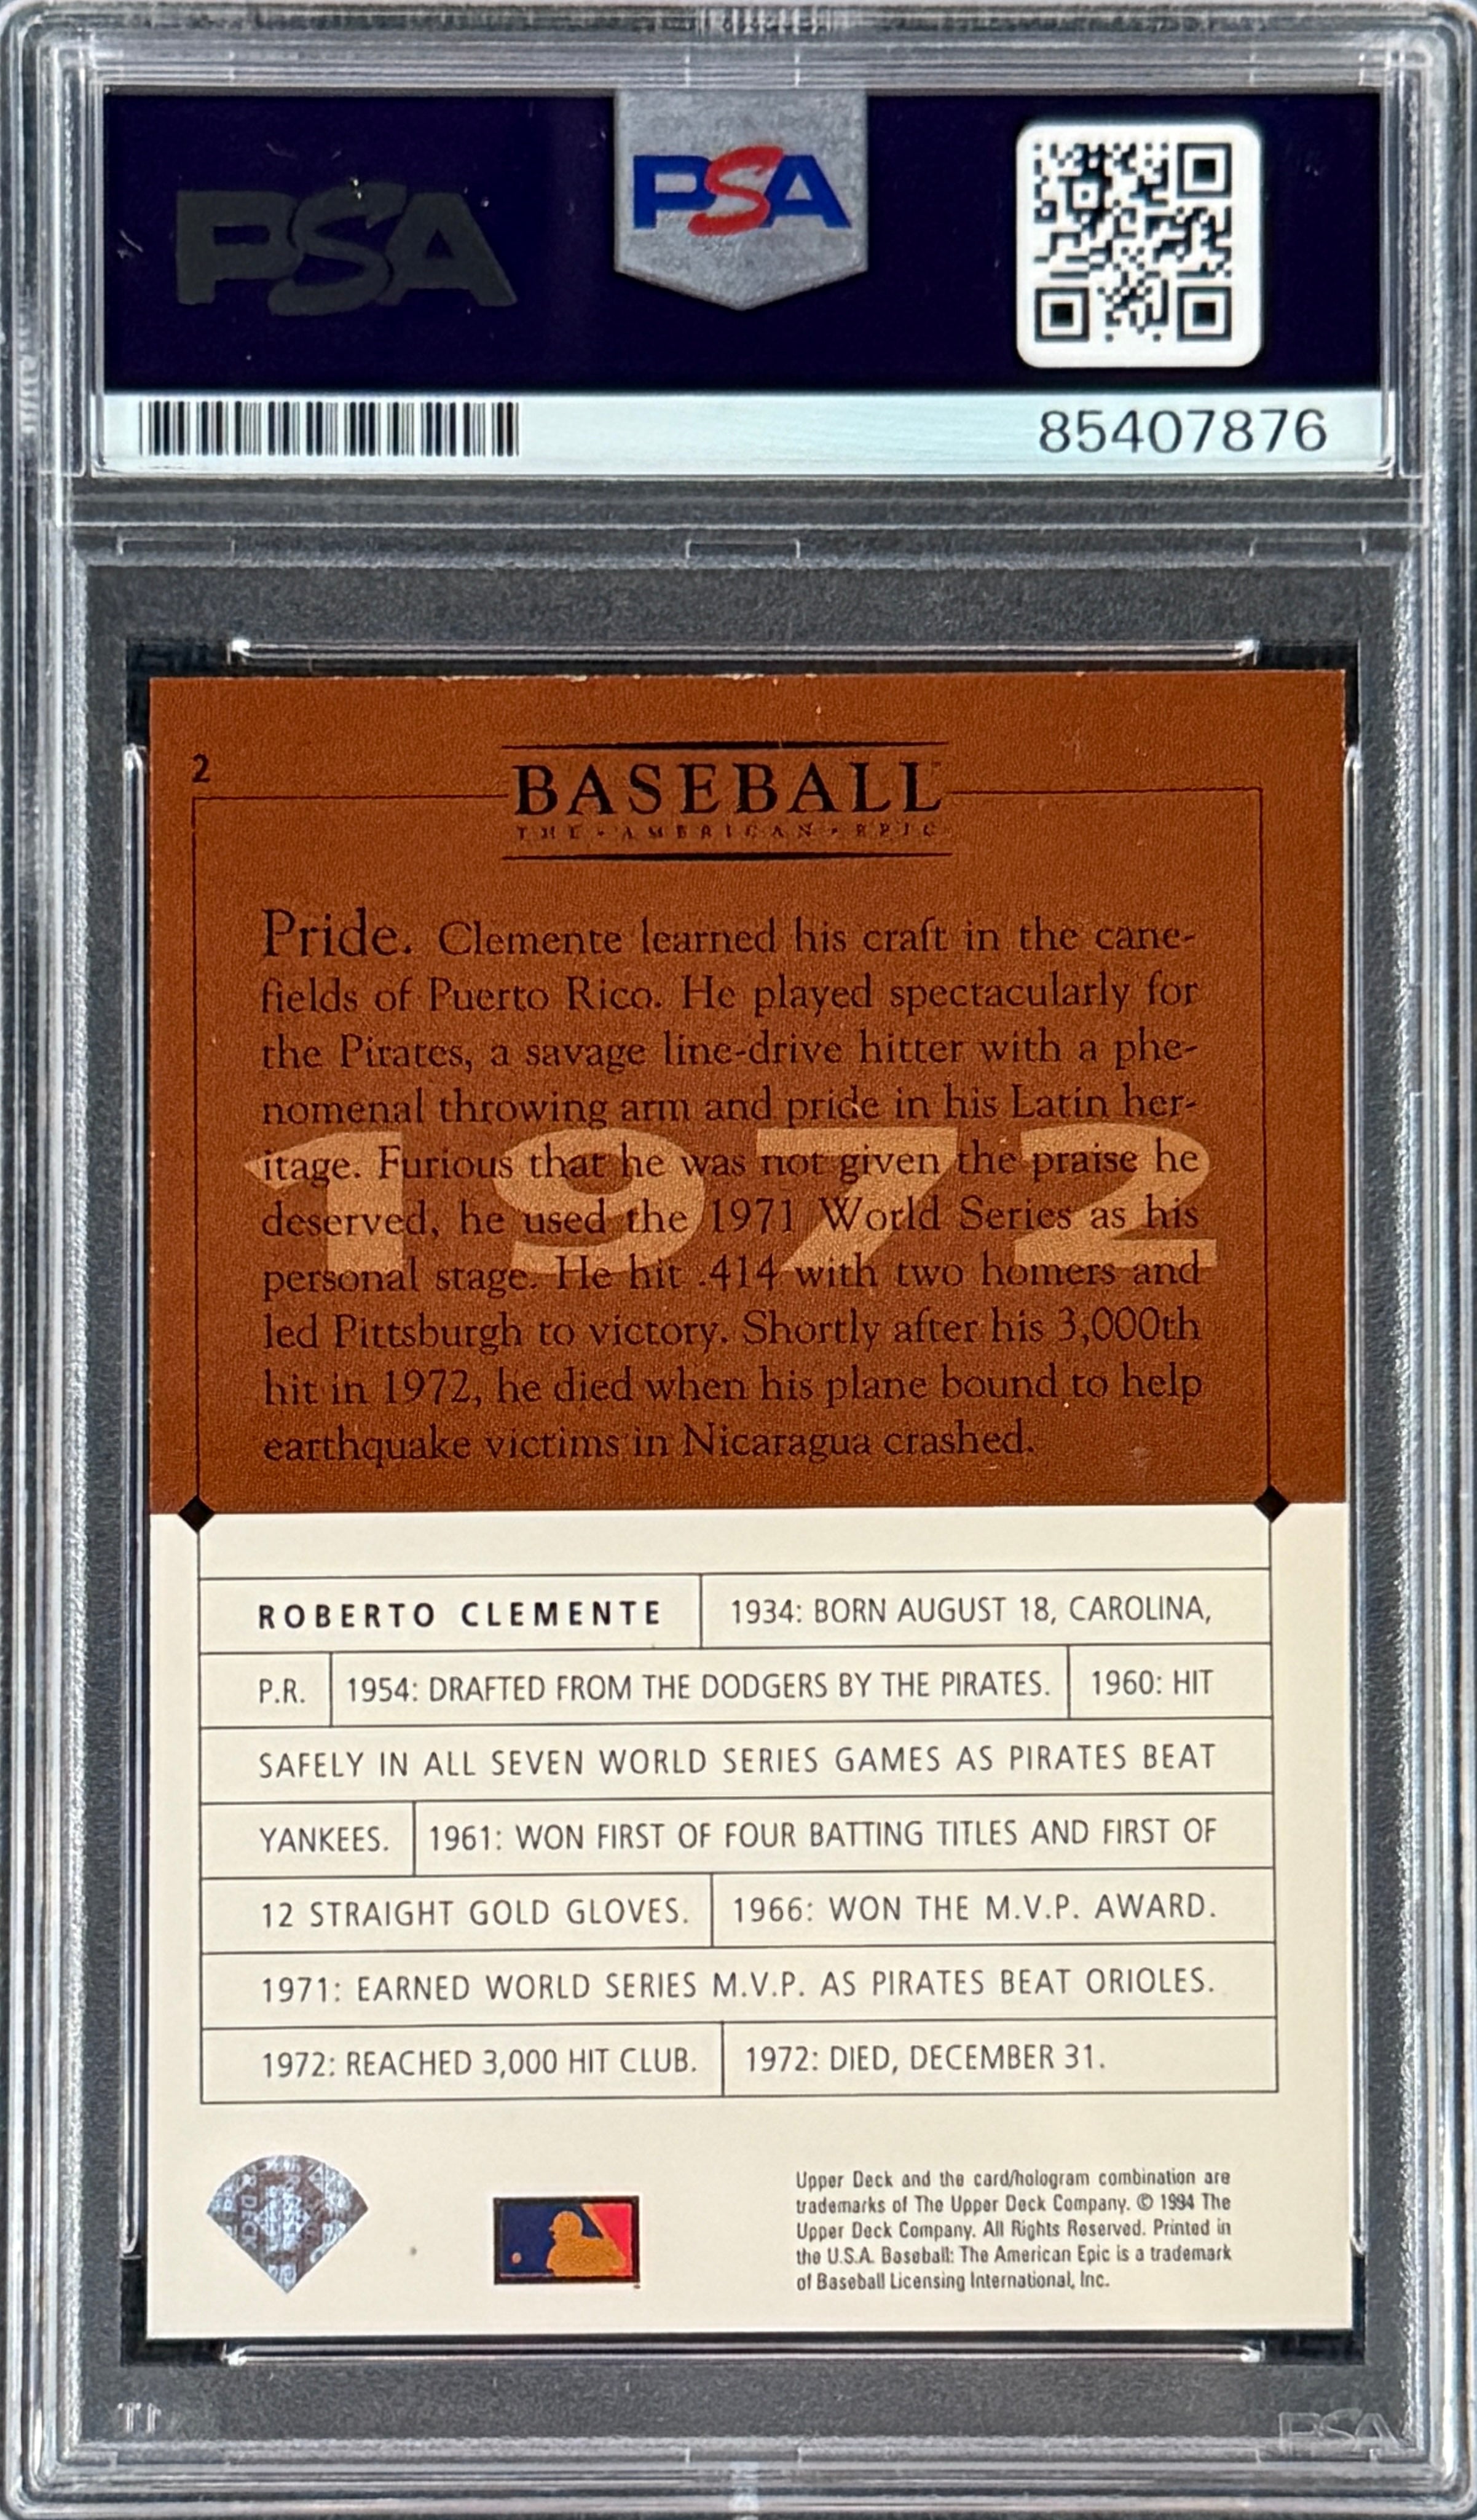 PSA
PSA
85407876
2
BASEBALL
THE • AMERICAN • EPIC
Pride. Clemente learned his craft in the cane-
fields of Puerto Rico. He played spectacularly for
the Pirates, a savage line-drive hitter with a phe-
nomenal throwing arm and pride in his Latin her-
itage. Furious that he was not given the praise he
deserved, he used the 1971 World Series as his
personal stage. He hit .414 with two homers and
led Pittsburgh to victory. Shortly after his 3,000th
hit in 1972, he died when his plane bound to help
earthquake victims in Nicaragua crashed.
1972
ROBERTO CLEMENTE 1934: BORN AUGUST 18, CAROLINA,
P.R. 1954: DRAFTED FROM THE DODGERS BY THE PIRATES. 1960: HIT
SAFELY IN ALL SEVEN WORLD SERIES GAMES AS PIRATES BEAT
YANKEES. 1961: WON FIRST OF FOUR BATTING TITLES AND FIRST OF
12 STRAIGHT GOLD GLOVES. 1966: WON THE M.V.P. AWARD.
1971: EARNED WORLD SERIES M.V.P. AS PIRATES BEAT ORIOLES.
1972: REACHED 3,000 HIT CLUB. 1972: DIED, DECEMBER 31.
Upper Deck and the card/hologram combination are
trademarks of The Upper Deck Company. © 1994 The
Upper Deck Company. All Rights Reserved. Printed in
the U.S.A. Baseball: The American Epic is a trademark
of Baseball Licensing International, Inc.
PSA